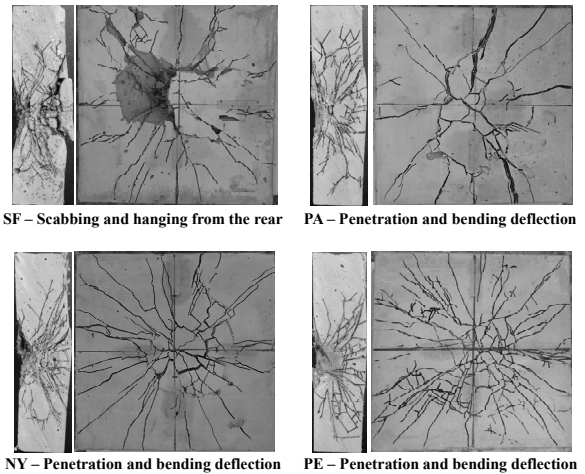 SF – Scabbing and hanging from the rear
PA – Penetration and bending deflection
NY – Penetration and bending deflection
PE – Penetration and bending deflection